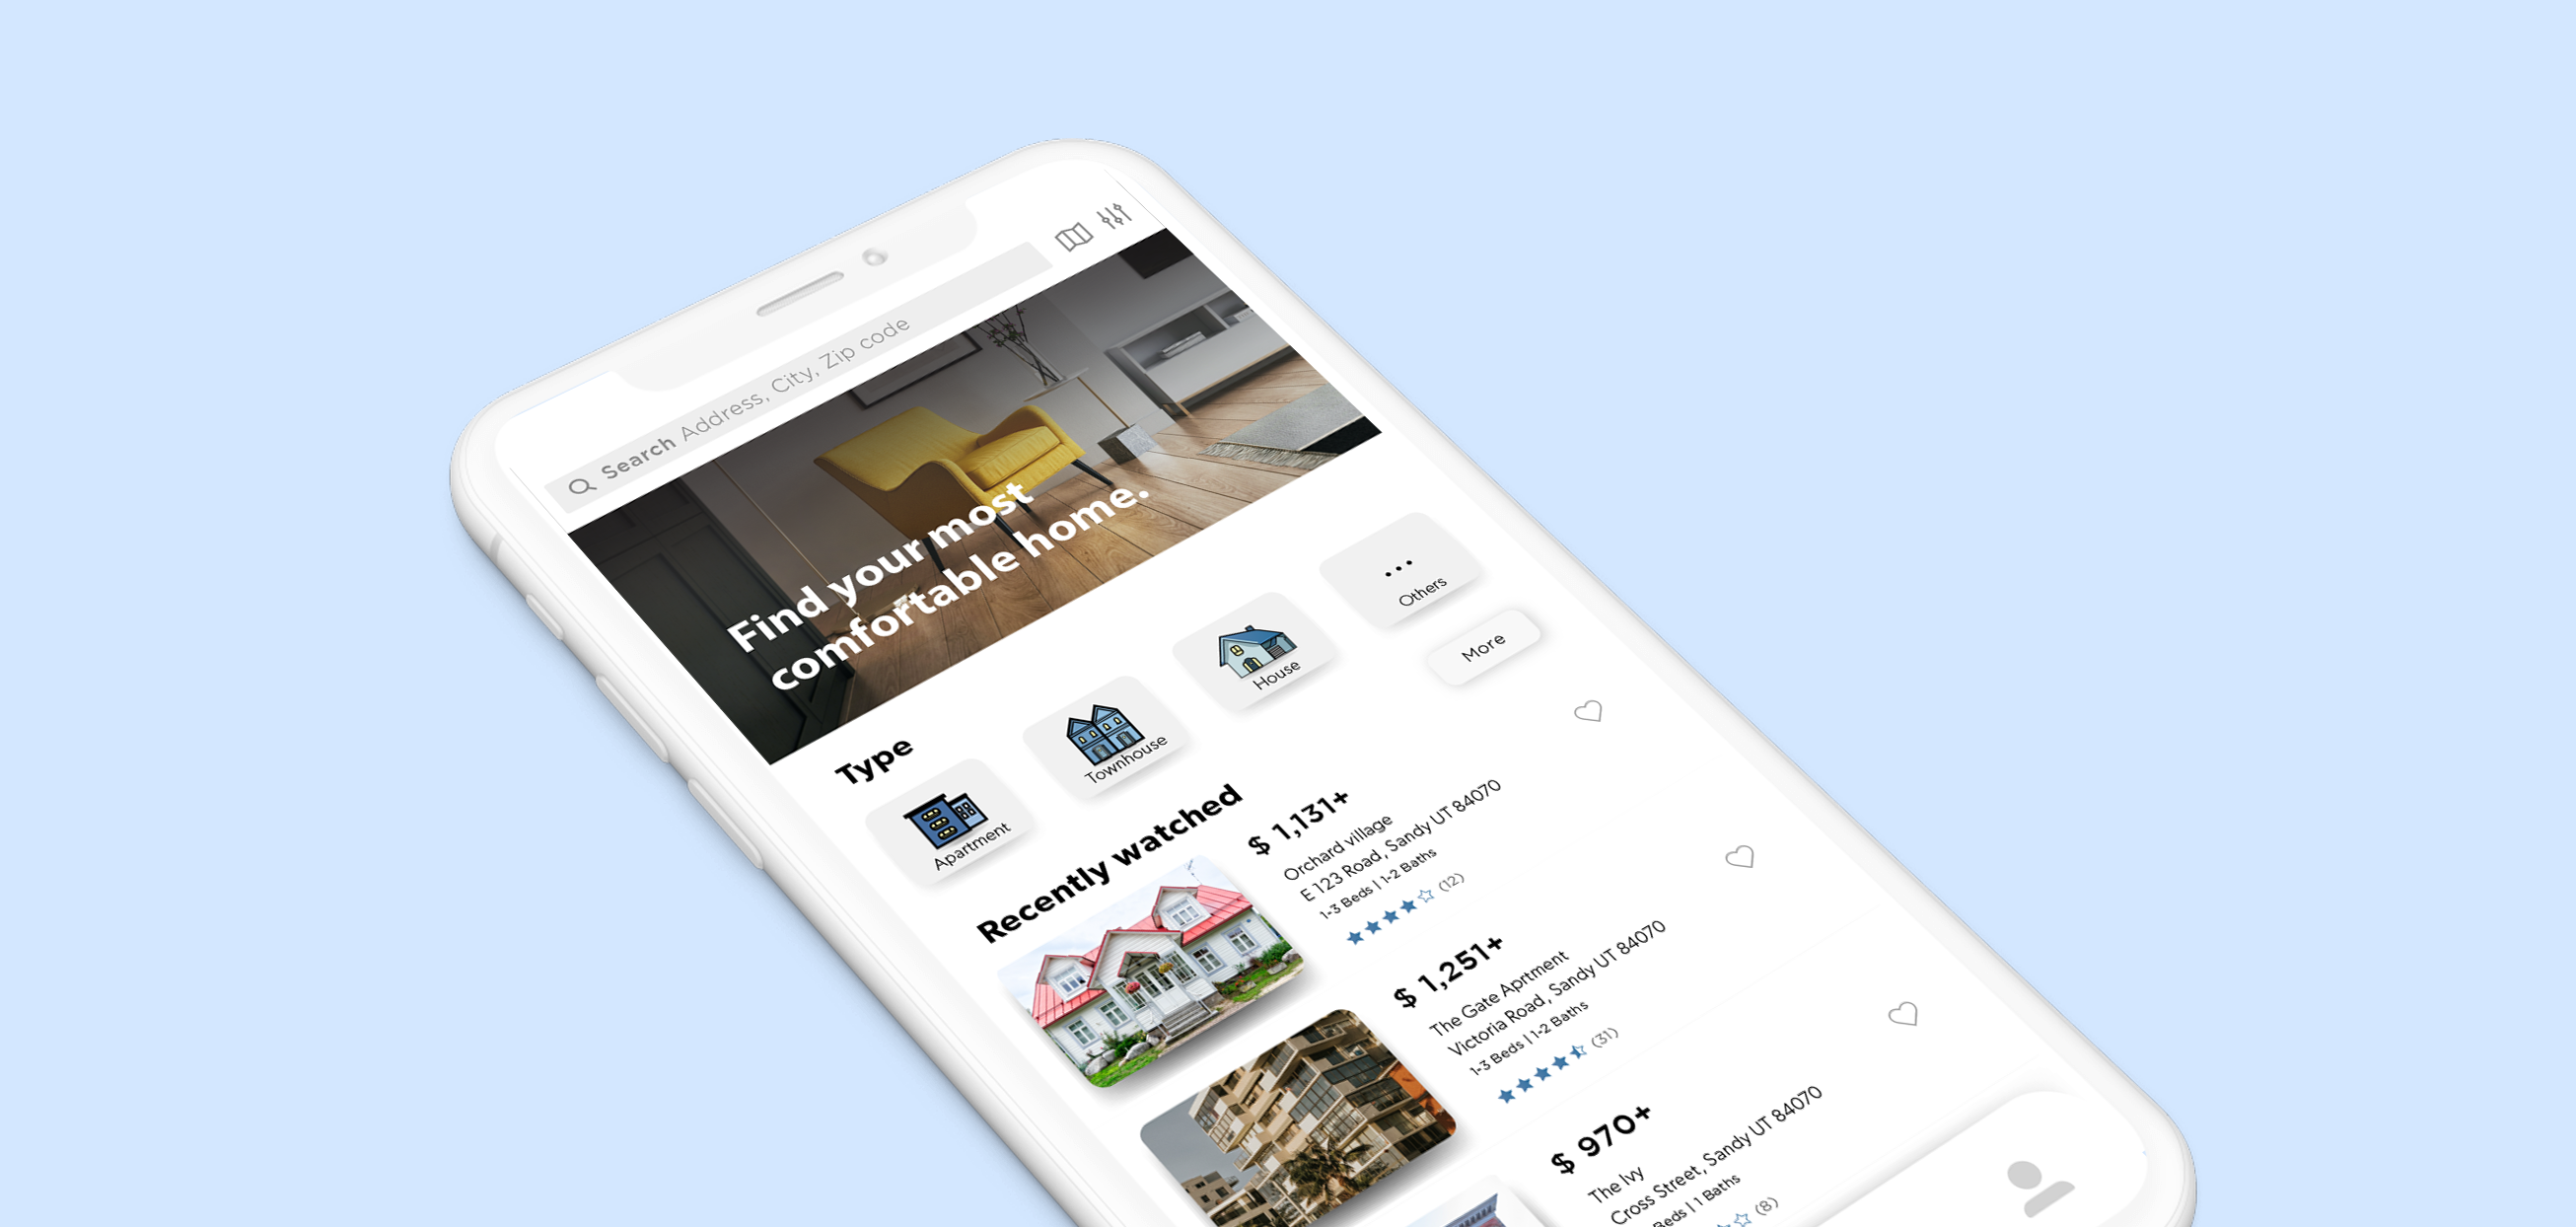 Search Address, City, Zip code
Find your most
comfortable home.
Type
Apartment
Townhouse
House
Others
Recently watched
More
$ 1,131+
Orchard village
E 123 Road, Sandy UT 84070
1-3 Beds | 1-2 Baths
(12)
$ 1,251+
The Gate Aprtment
Victoria Road, Sandy UT 84070
1-3 Beds | 1-2 Baths
(31)
$ 970+
The Ivy
Cross Street, Sandy UT 84070
Beds | 1 Baths
(8)